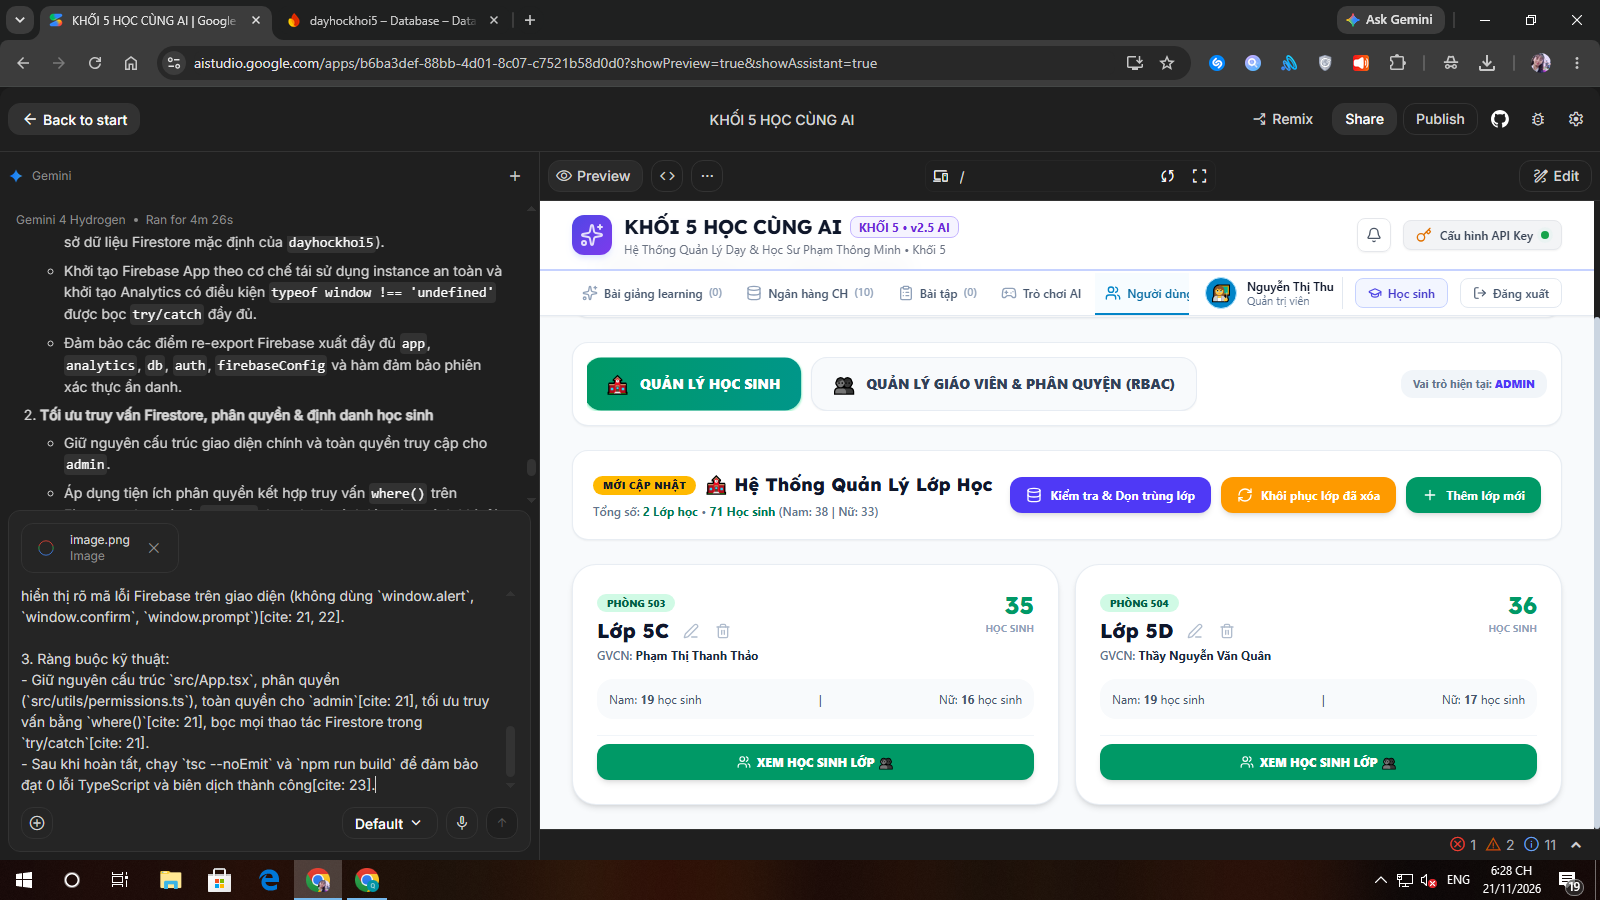 KHỐI 5 HỌC CÙNG AI | Google
dayhockhoi5 – Database – Data
Ask Gemini
aistudio.google.com/apps/b6ba3def-88bb-4d01-8c07-c7521b58d0d0?showPreview=true&showAssistant=true
Back to start
KHỐI 5 HỌC CÙNG AI
Remix
Share
Publish
Gemini
Preview
/
Edit
Gemini 4 Hydrogen • Ran for 4m 26s
sở dữ liệu Firestore mặc định của dayhockhoi5).
Khởi tạo Firebase App theo cơ chế tái sử dụng instance an toàn và
khởi tạo Analytics có điều kiện typeof window !== 'undefined'
được bọc try/catch đầy đủ.
Đảm bảo các điểm re-export Firebase xuất đầy đủ app,
analytics, db, auth, firebaseConfig và hàm đảm bảo phiên
xác thực ẩn danh.
2. Tối ưu truy vấn Firestore, phân quyền & định danh học sinh
Giữ nguyên cấu trúc giao diện chính và toàn quyền truy cập cho
admin.
Áp dụng tiện ích phân quyền kết hợp truy vấn where() trên
image.png
Image
hiển thị rõ mã lỗi Firebase trên giao diện (không dùng `window.alert`,
`window.confirm`, `window.prompt`)[cite: 21, 22].
3. Ràng buộc kỹ thuật:
- Giữ nguyên cấu trúc `src/App.tsx`, phân quyền
(`src/utils/permissions.ts`), toàn quyền cho `admin`[cite: 21], tối ưu truy
vấn bằng `where()`[cite: 21], bọc mọi thao tác Firestore trong
`try/catch`[cite: 21].
- Sau khi hoàn tất, chạy `tsc --noEmit` và `npm run build` để đảm bảo
đạt 0 lỗi TypeScript và biên dịch thành công[cite: 23].
Default
KHỐI 5 HỌC CÙNG AI
KHỐI 5 • v2.5 AI
Hệ Thống Quản Lý Dạy & Học Sư Phạm Thông Minh • Khối 5
Cấu hình API Key
Bài giảng learning (0)
Ngân hàng CH (10)
Bài tập (0)
Trò chơi AI
Người dùng
Nguyễn Thị Thu
Quản trị viên
Học sinh
Đăng xuất
QUẢN LÝ HỌC SINH
QUẢN LÝ GIÁO VIÊN & PHÂN QUYỀN (RBAC)
Vai trò hiện tại: ADMIN
MỚI CẬP NHẬT
Hệ Thống Quản Lý Lớp Học
Tổng số: 2 Lớp học • 71 Học sinh (Nam: 38 | Nữ: 33)
Kiểm tra & Dọn trùng lớp
Khôi phục lớp đã xóa
Thêm lớp mới
PHÒNG 503
35
Lớp 5C
HỌC SINH
GVCN: Phạm Thị Thanh Thảo
Nam: 19 học sinh
|
Nữ: 16 học sinh
XEM HỌC SINH LỚP
PHÒNG 504
36
Lớp 5D
HỌC SINH
GVCN: Thầy Nguyễn Văn Quân
Nam: 19 học sinh
|
Nữ: 17 học sinh
XEM HỌC SINH LỚP
1
2
11
ENG
6:28 CH
21/11/2026
19